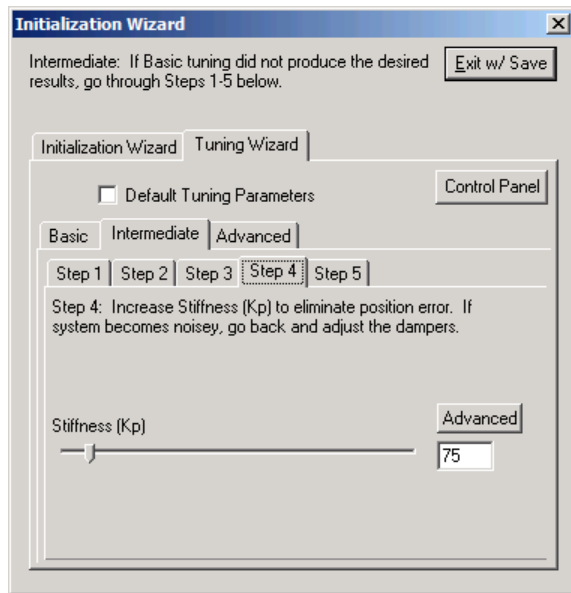 Initialization Wizard
Intermediate: If Basic tuning did not produce the desired
results, go through Steps 1-5 below.
Exit w/ Save
Initialization Wizard
Tuning Wizard
Default Tuning Parameters
Control Panel
Basic
Intermediate
Advanced
Step 1
Step 2
Step 3
Step 4
Step 5
Step 4: Increase Stiffness (Kp) to eliminate position error. If
system becomes noisey, go back and adjust the dampers.
Stiffness (Kp)
Advanced
75